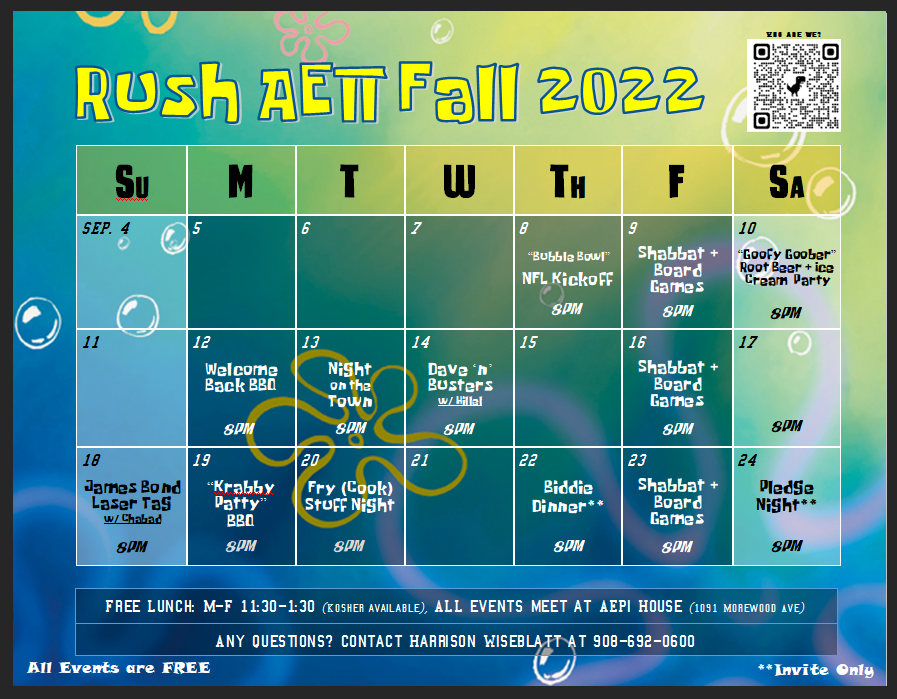 WHO ARE WE?
Rush AEΠ Fall 2022
Su M T W Th F Sa
SEP. 4
5
6
7
8
"Bubble Bowl"
NFL Kickoff
8PM
9
Shabbat +
Board
Games
8PM
10
"Goofy Goober"
Root Beer + ice
Cream Party
8PM
11
12
Welcome
Back BBQ
8PM
13
Night
on the
Town
8PM
14
Dave 'n'
Busters
w/ Hillel
8PM
15
16
Shabbat +
Board
Games
8PM
17
8PM
18
James Bond
Laser Tag
w/ Chabad
8PM
19
"Krabby
Patty"
BBQ
8PM
20
Fry (Cook)
Stuff Night
8PM
21
22
Biddie
Dinner**
8PM
23
Shabbat +
Board
Games
8PM
24
Pledge
Night**
8PM
FREE LUNCH: M-F 11:30-1:30 (KOSHER AVAILABLE), ALL EVENTS MEET AT AEPI HOUSE (1091 MOREWOOD AVE)
ANY QUESTIONS? CONTACT HARRISON WISEBLATT AT 908-692-0600
All Events are FREE
**Invite Only